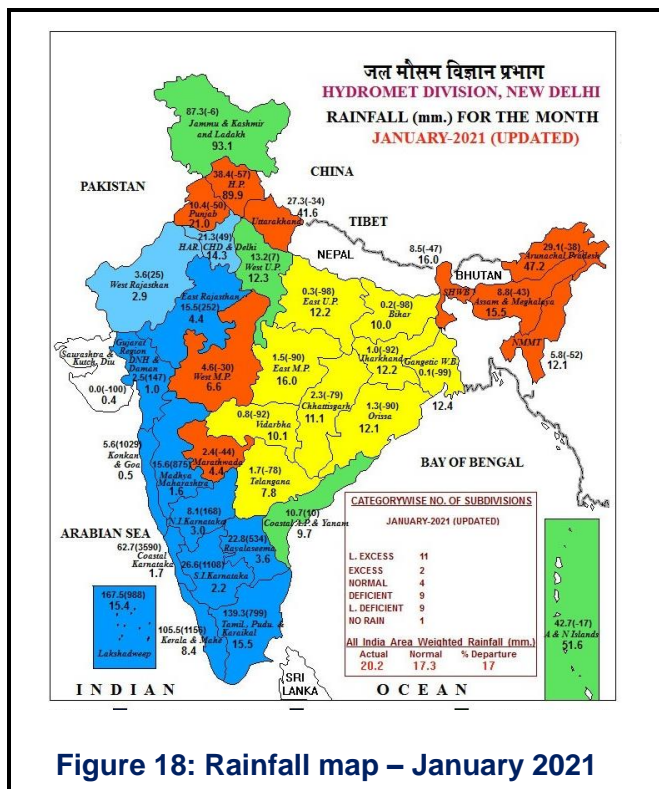 जल मौसम विज्ञान प्रभाग
HYDROMET DIVISION, NEW DELHI
RAINFALL (mm.) FOR THE MONTH
JANUARY-2021 (UPDATED)
87.3(-6)
Jammu & Kashmir
and Ladakh
93.1
CHINA
38.4(-57)
H.P.
89.9
PAKISTAN
10.4(-50)
Punjab
21.0
27.3(-34)
41.6
Uttarakhand
TIBET
21.3(49)
HAR. CHD & Delhi
14.3
13.2(7)
West U.P.
12.3
NEPAL
8.5(-47)
16.0
BHUTAN
29.1(-38)
Arunachal Pradesh
47.2
3.6(25)
West Rajasthan
2.9
East Rajasthan
15.5(252)
4.4
0.3(-98)
East U.P.
12.2
0.2(-98)
Bihar
10.0
SHWB
8.8(-43)
Assam & Meghalaya
15.5
NMMT
5.8(-52)
12.1
Saurashtra &
Kutch, Diu
0.0(-100)
0.4
Gujarat
Region
DNH &
Daman
2.5(147)
1.0
4.6(-30)
West M.P.
6.6
1.5(-90)
East M.P.
16.0
1.0(-92)
Jharkhand
12.2
Gangetic W.B.
0.1(-99)
12.4
2.3(-79)
Chhattisgarh
11.1
1.3(-90)
Orissa
12.1
0.8(-92)
Vidarbha
10.1
5.6(1029)
Konkan
& Goa
0.5
15.6(875)
Madhya
Maharashtra
1.6
2.4(-44)
Marathwada
4.4
1.7(-78)
Telangana
7.8
BAY OF BENGAL
10.7(10)
Coastal A.P. & Yanam
9.7
ARABIAN SEA
8.1(168)
N.I.Karnataka
3.0
22.8(534)
Rayalaseema
3.6
62.7(3590)
Coastal
Karnataka
1.7
26.6(1108)
S.I.Karnataka
2.2
167.5(988)
15.4
Lakshadweep
105.5(1156)
Kerala & Mahe
8.4
139.3(799)
Tamil, Pudu. &
Karaikal
15.5
CATEGORYWISE NO. OF SUBDIVISIONS
JANUARY-2021 (UPDATED)
L. EXCESS 11
EXCESS 2
NORMAL 4
DEFICIENT 9
L. DEFICIENT 9
NO RAIN 1
All India Area Weighted Rainfall (mm.)
Actual Normal % Departure
20.2 17.3 17
42.7(-17)
A & N Islands
51.6
SRI
LANKA
INDIAN OCEAN
Figure 18: Rainfall map – January 2021